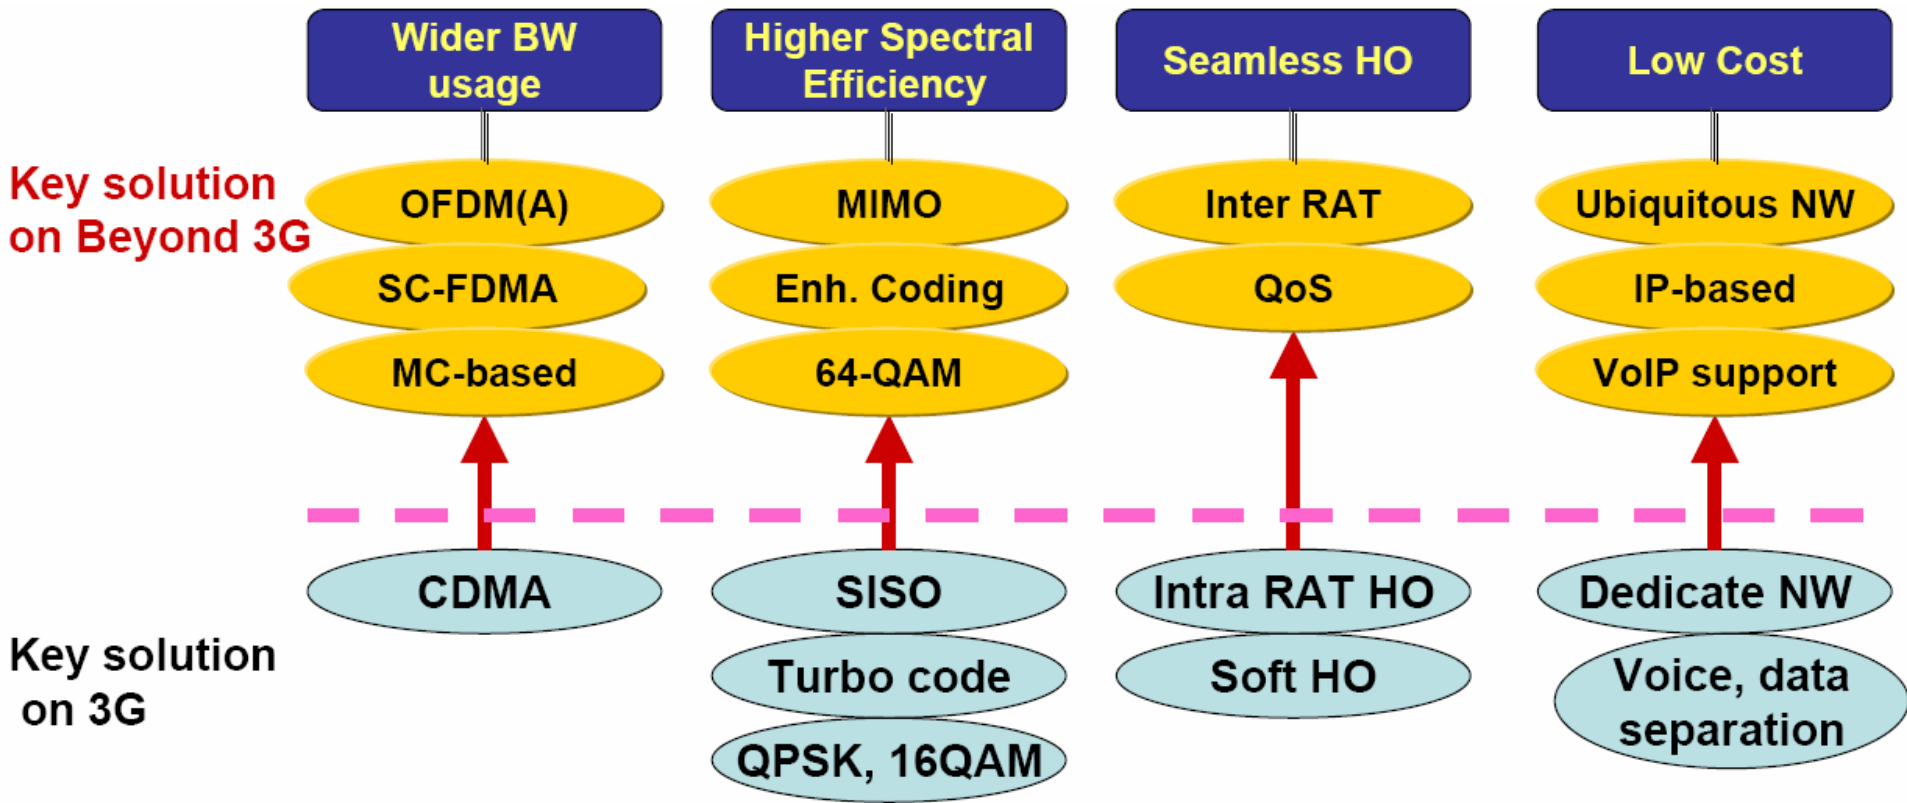 Wider BW
usage
Higher Spectral
Efficiency
Seamless HO
Low Cost
Key solution
on Beyond 3G
OFDM(A)
MIMO
Inter RAT
Ubiquitous NW
SC-FDMA
Enh. Coding
QoS
IP-based
MC-based
64-QAM
VoIP support
Key solution
on 3G
CDMA
SISO
Intra RAT HO
Dedicate NW
Turbo code
Soft HO
Voice, data
separation
QPSK, 16QAM